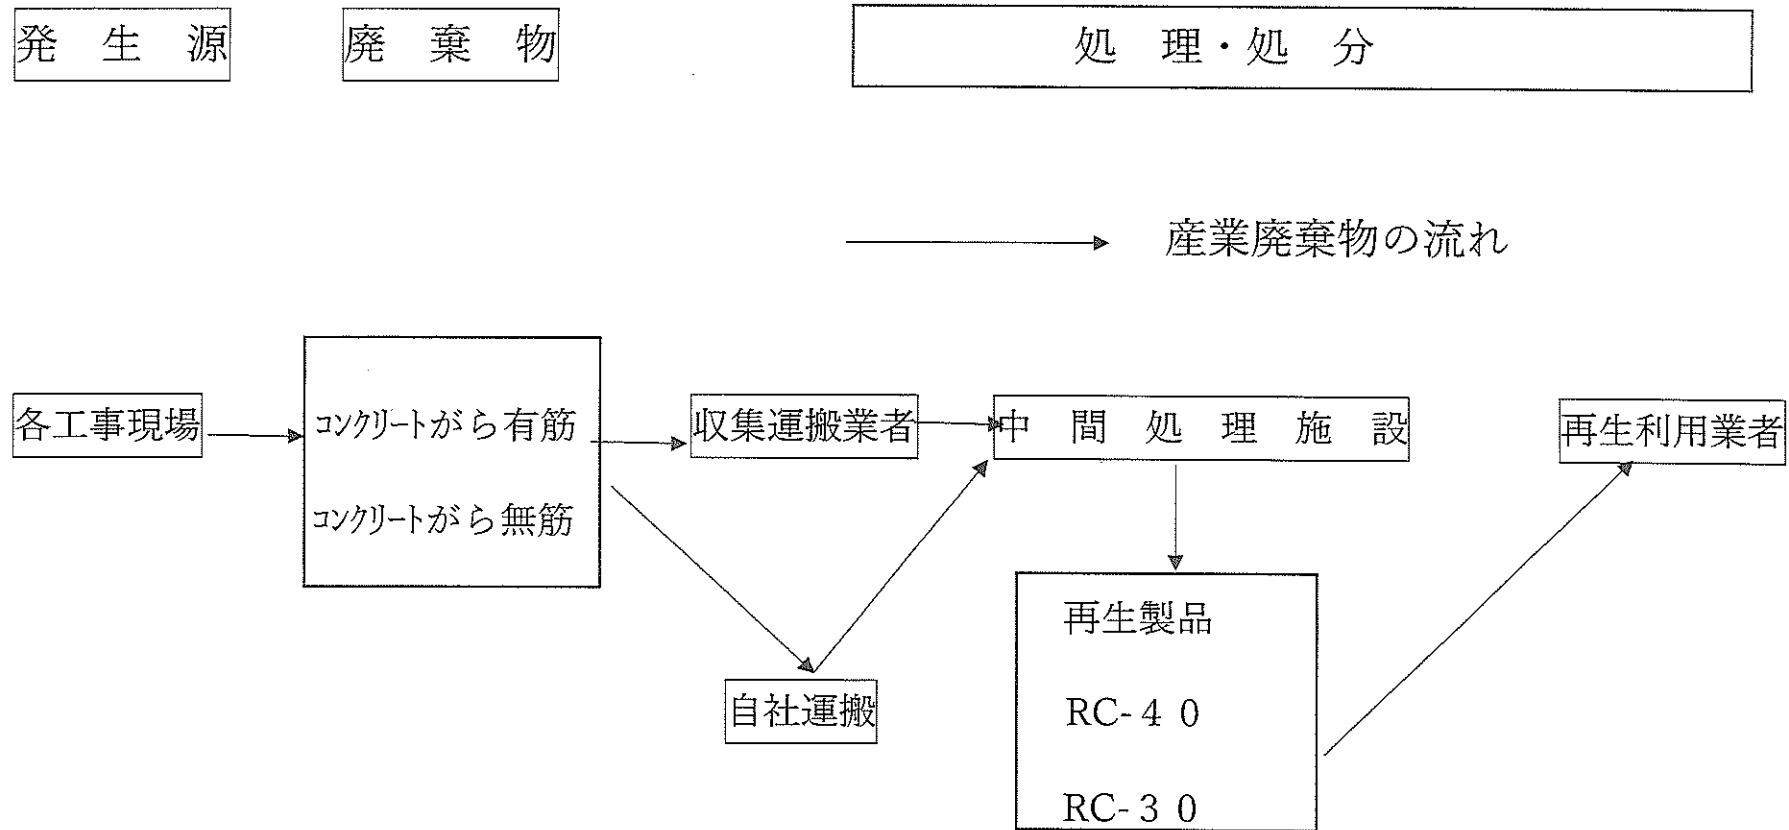 発 生 源
廃 棄 物
処 理・処 分
産業廃棄物の流れ
各工事現場
コンクリートがら有筋
コンクリートがら無筋
収集運搬業者
中 間 処 理 施 設
再生利用業者
自社運搬
再生製品
RC-４０
RC-３０